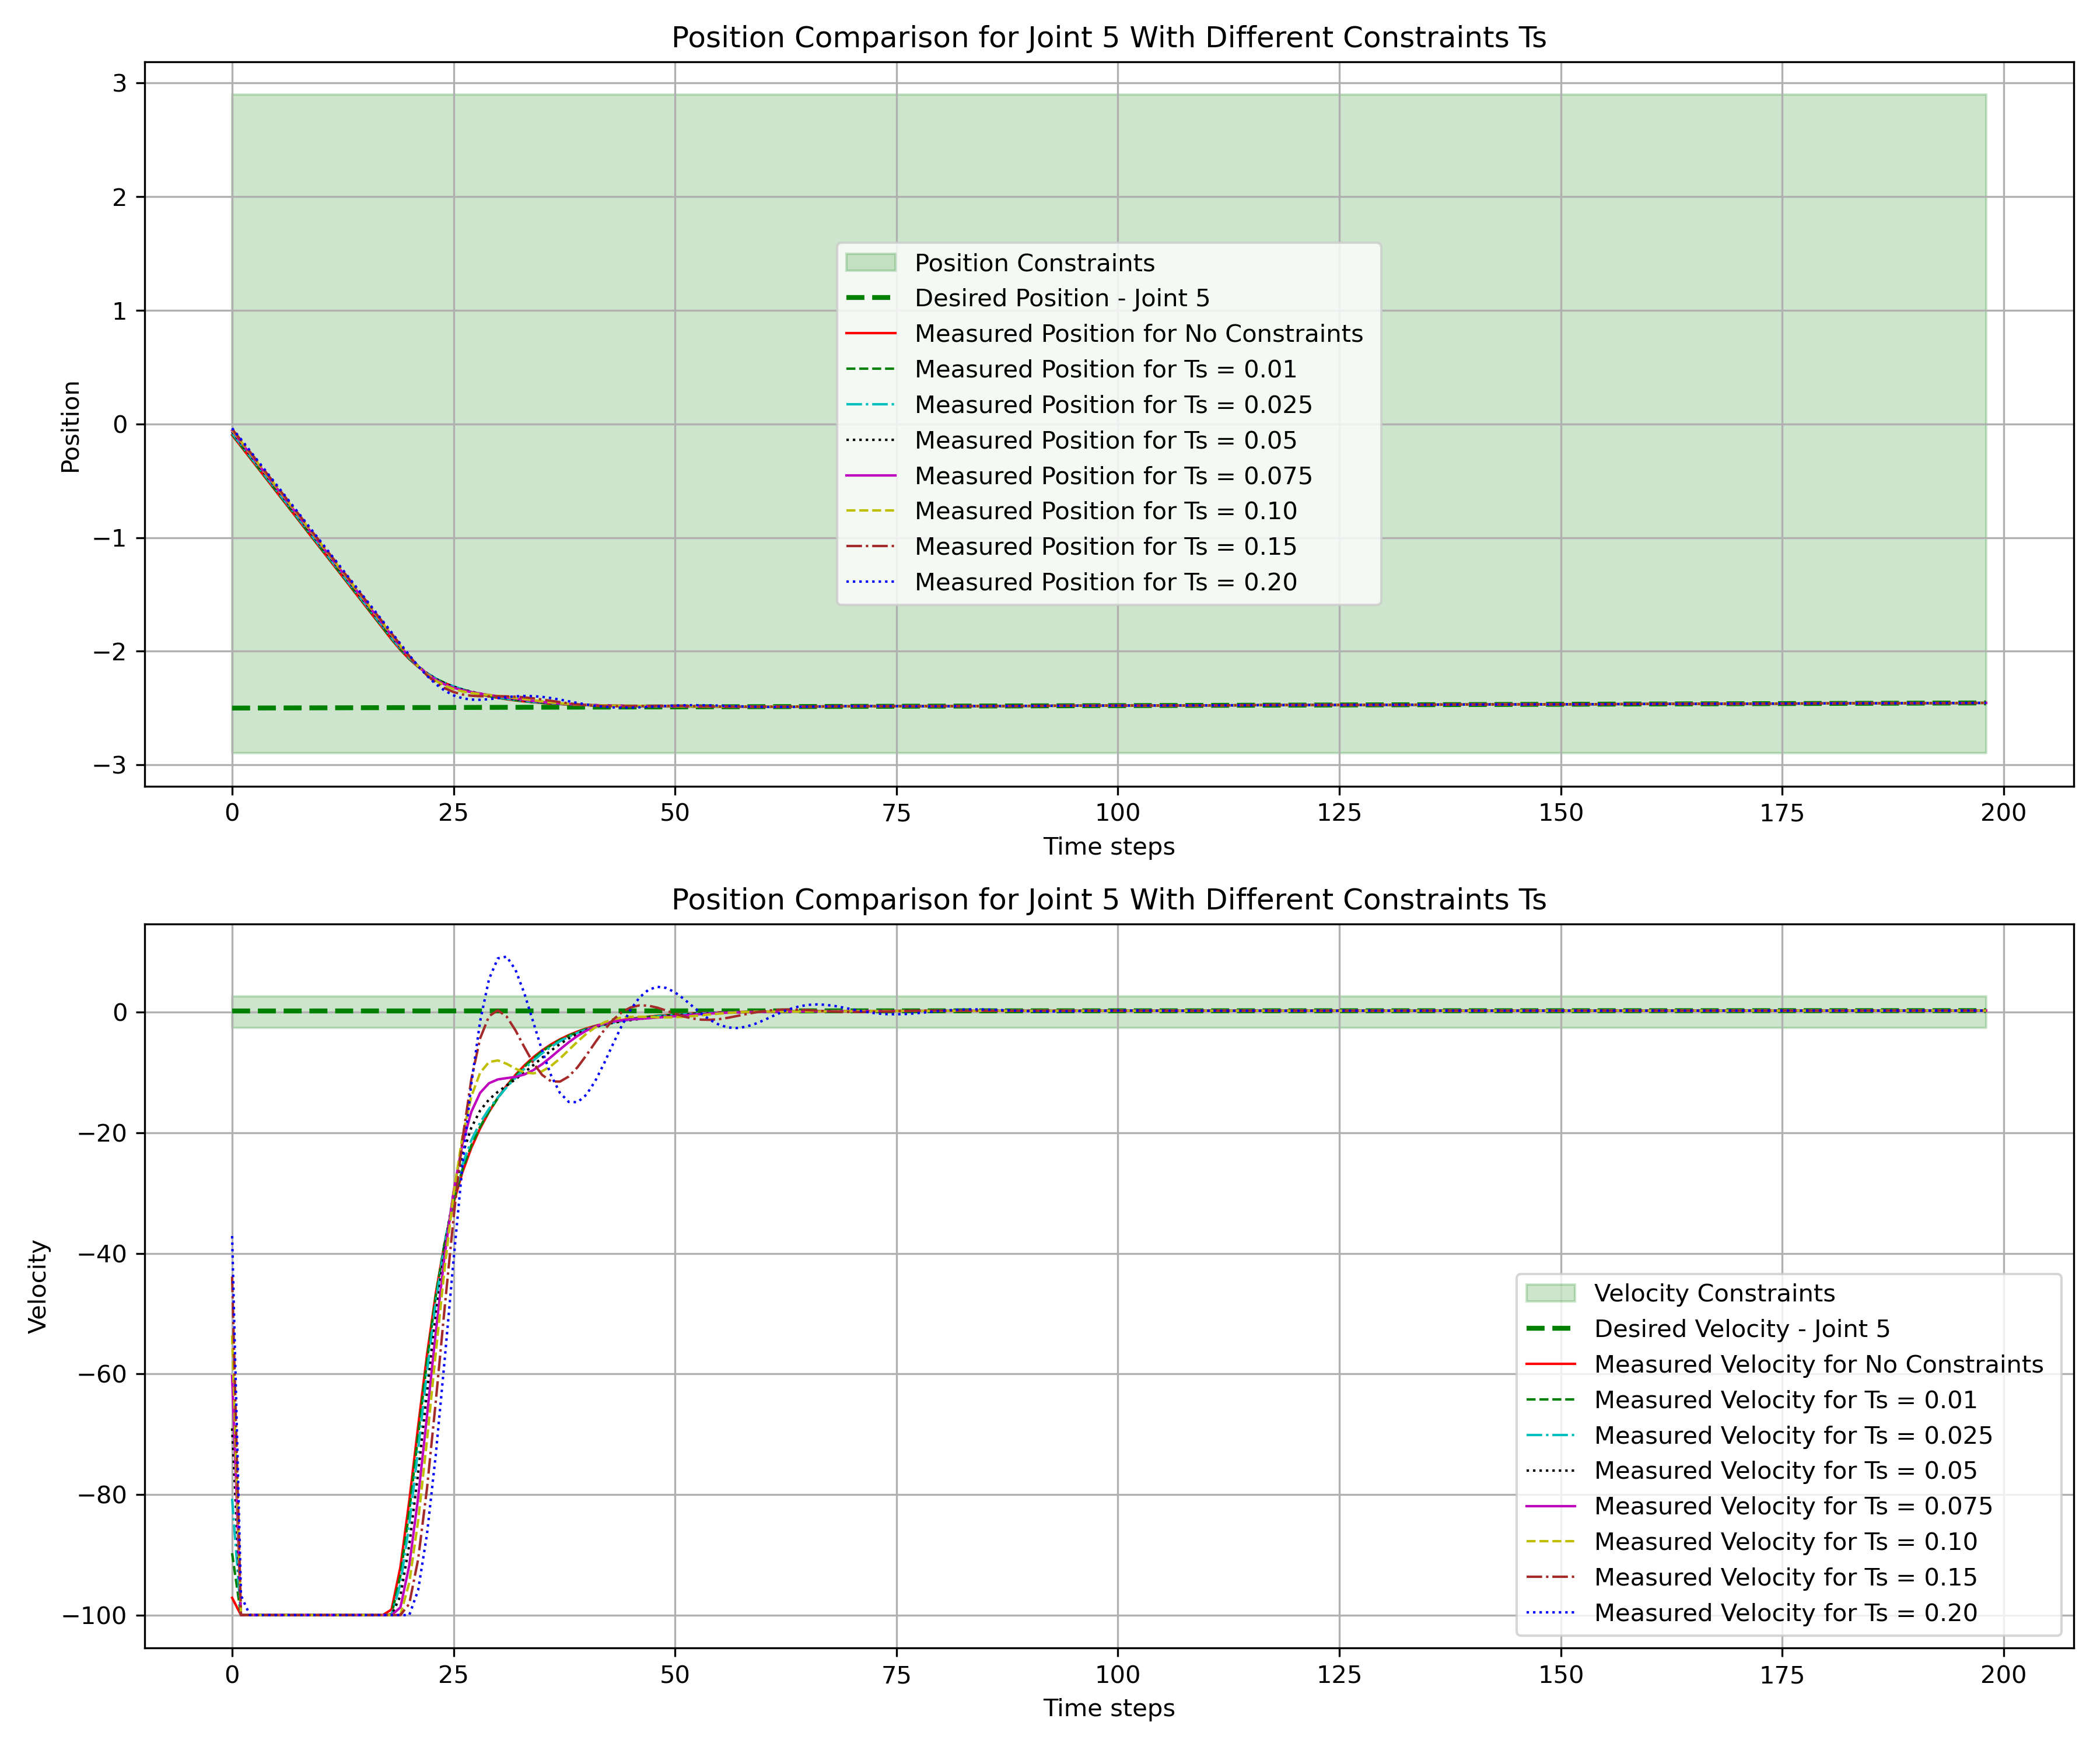 Position Comparison for Joint 5 With Different Constraints Ts
3
2
1
0
−1
−2
−3
Position
Position Constraints
Desired Position - Joint 5
Measured Position for No Constraints
Measured Position for Ts = 0.01
Measured Position for Ts = 0.025
Measured Position for Ts = 0.05
Measured Position for Ts = 0.075
Measured Position for Ts = 0.10
Measured Position for Ts = 0.15
Measured Position for Ts = 0.20
0 25 50 75 100 125 150 175 200
Time steps
Position Comparison for Joint 5 With Different Constraints Ts
0
−20
−40
−60
−80
−100
Velocity
Velocity Constraints
Desired Velocity - Joint 5
Measured Velocity for No Constraints
Measured Velocity for Ts = 0.01
Measured Velocity for Ts = 0.025
Measured Velocity for Ts = 0.05
Measured Velocity for Ts = 0.075
Measured Velocity for Ts = 0.10
Measured Velocity for Ts = 0.15
Measured Velocity for Ts = 0.20
0 25 50 75 100 125 150 175 200
Time steps